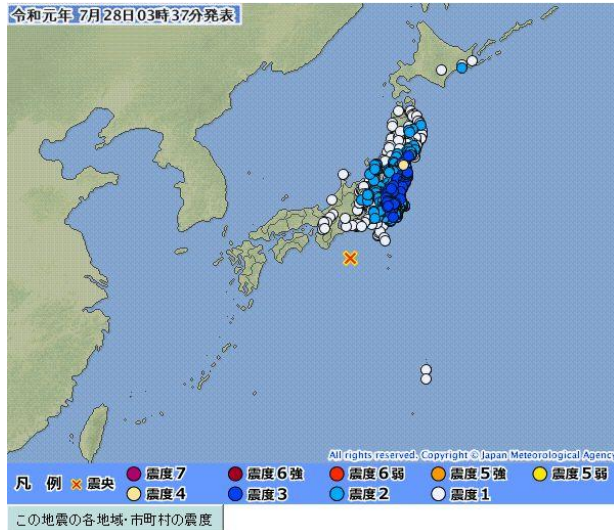 令和元年 7月28日03時37分発表
All rights reserved. Copyright © Japan Meteorological Agency
凡 例 × 震央 震度7 震度6強 震度6弱 震度5強 震度5弱
震度4 震度3 震度2 震度1
この地震の各地域・市町村の震度